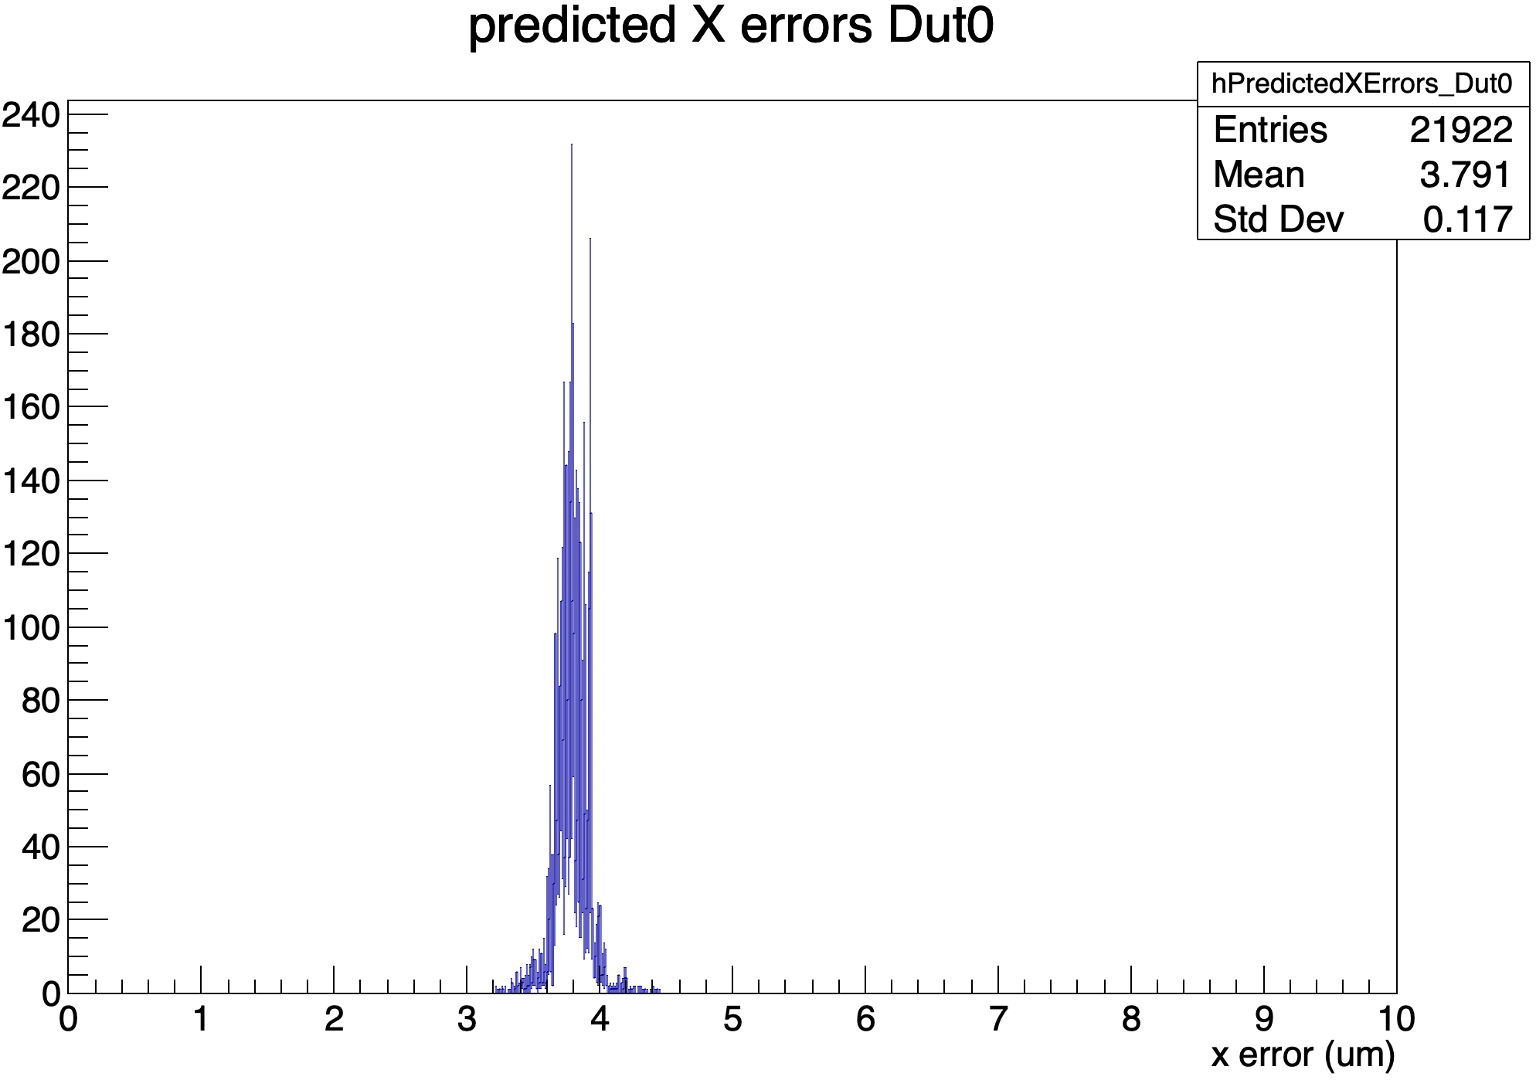 predicted X errors Dut0
hPredictedXErrors_Dut0
Entries 21922
Mean 3.791
Std Dev 0.117
240
220
200
180
160
140
120
100
80
60
40
20
0
0 1 2 3 4 5 6 7 8 9 10
x error (um)